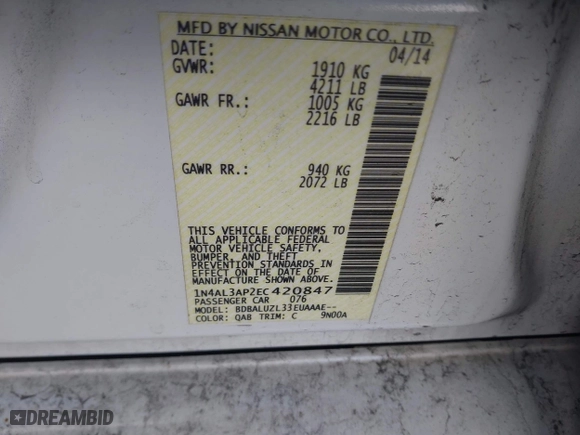 MFD BY NISSAN MOTOR CO., LTD.
DATE: 04/14
GVWR: 1910 KG
4211 LB
GAWR FR.: 1005 KG
2216 LB
GAWR RR.: 940 KG
2072 LB
THIS VEHICLE CONFORMS TO
ALL APPLICABLE FEDERAL
MOTOR VEHICLE SAFETY,
BUMPER, AND THEFT
PREVENTION STANDARDS IN
EFFECT ON THE DATE OF
MANUFACTURE SHOWN ABOVE.
1N4AL3AP2EC420847
PASSENGER CAR 076
MODEL: BDBALUZL33EUAAAE--
COLOR: QAB TRIM: C 9N00A
DREAMBID